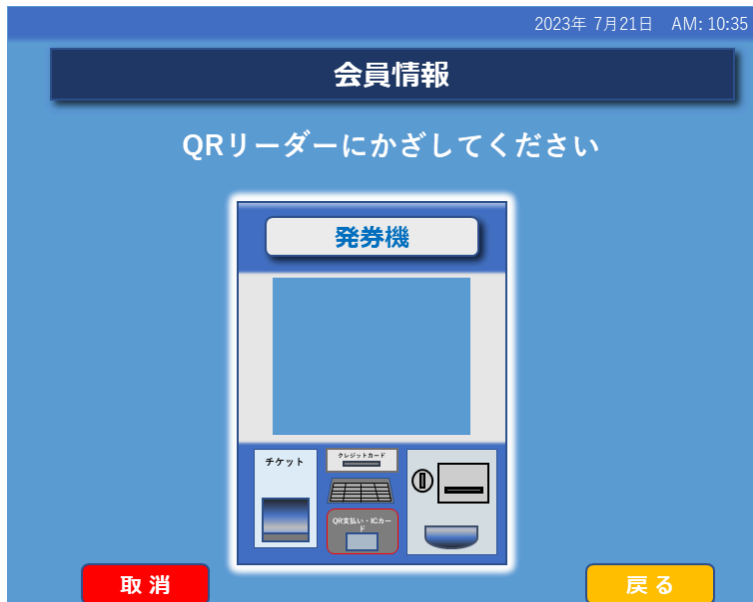 2023年 7月21日 AM: 10:35
会員情報
QRリーダーにかざしてください
発券機
チケット
クレジットカード
QR支払い・ICカー
ド
取 消
戻 る